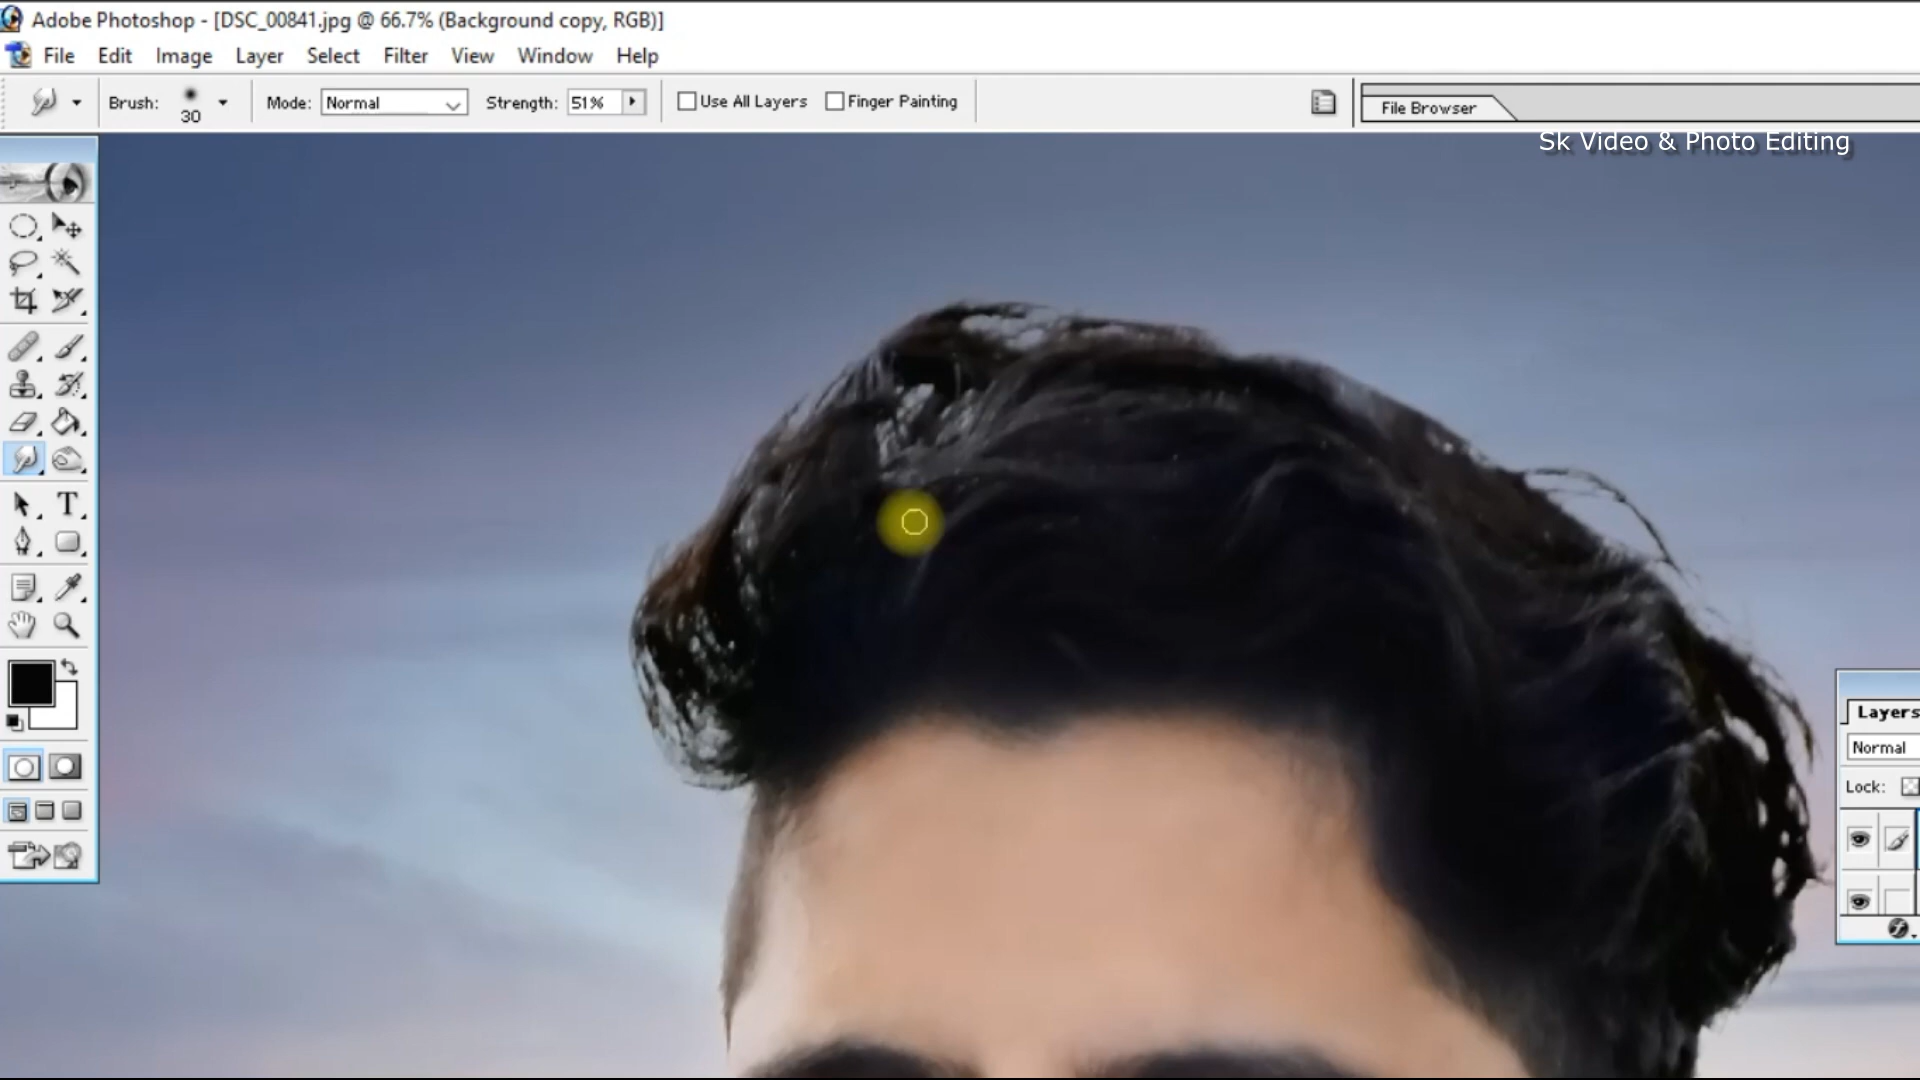 Adobe Photoshop - [DSC_00841.jpg @ 66.7% (Background copy, RGB)]
File Edit Image Layer Select Filter View Window Help
Brush: 30 Mode: Normal Strength: 51% Use All Layers Finger Painting File Browser
Sk Video & Photo Editing
T
Layers
Normal
Lock: